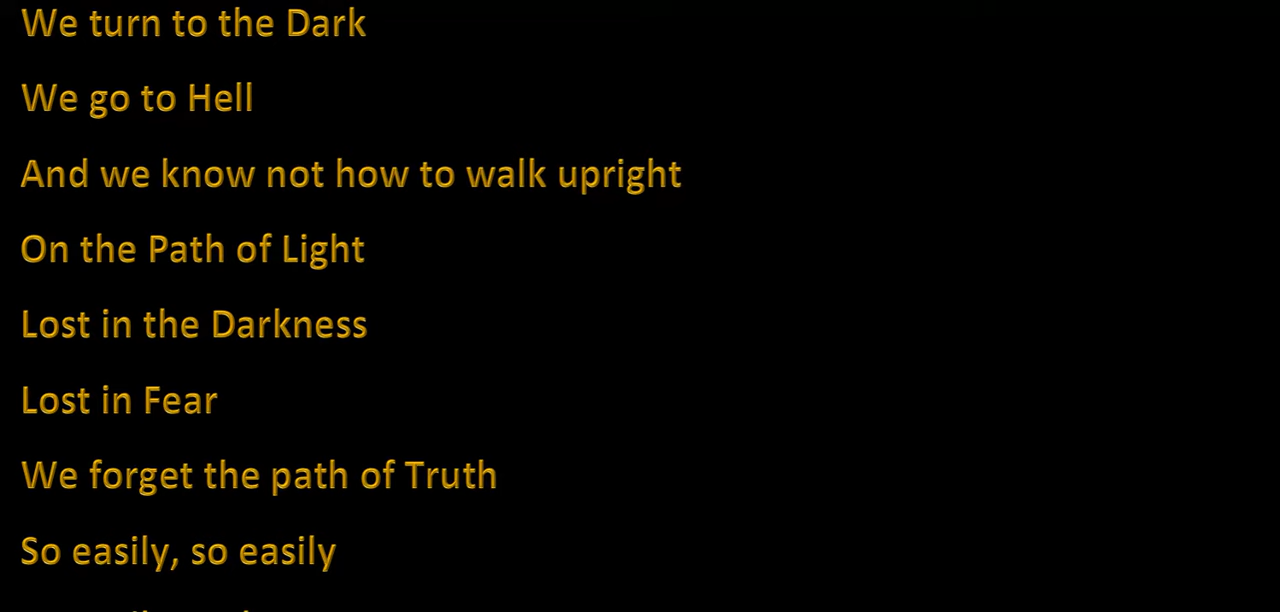 We turn to the Dark
We go to Hell
And we know not how to walk upright
On the Path of Light
Lost in the Darkness
Lost in Fear
We forget the path of Truth
So easily, so easily